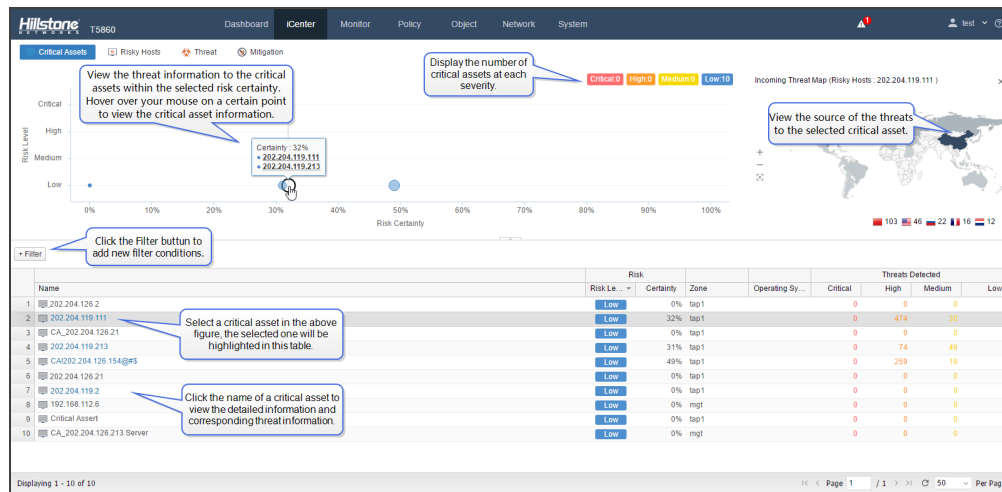 Hillstone
NETWORKS T5860 Dashboard iCenter Monitor Policy Object Network System 1 test
Critical Assets Risky Hosts Threat Mitigation
View the threat information to the critical
assets within the selected risk certainty.
Hover over your mouse on a certain point
to view the critical asset information.
Display the number of
critical assets at each
severity.
Critical:0 High:0 Medium:0 Low:10
Incoming Threat Map (Risky Hosts : 202.204.119.111 )
View the source of the threats
to the selected critical asset.
Risk Level
Critical
High
Medium
Low
Certainty : 32%
202.204.119.111
202.204.119.213
0% 10% 20% 30% 40% 50% 60% 70% 80% 90% 100%
Risk Certainty
103 46 22 16 12
+ Filter
Click the Filter buttun to
add new filter conditions.
Risk Threats Detected
Name Risk Le... Certainty Zone Operating Sy... Critical High Medium Low
1 202.204.126.2 Low 0% tap1 0 0 0
2 202.204.119.111 Low 32% tap1 0 474
3 CA_202.204.126.21 Low 0% tap1 0 0 0
4 202.204.119.213 Low 31% tap1 0 74 49
5 CA!202.204.126.154@#$ Low 49% tap1 0 259 19
6 202.204.126.21 Low 0% tap1 0 0 0
7 202.204.119.2 Low 0% tap1 0 0 0
8 192.168.112.6 Low 0% mgt 0 0 0
9 Critical Assert Low 0% tap1 0 0 0
10 CA_202.204.126.213 Server Low 0% mgt 0 0 0
Select a critical asset in the above
figure, the selected one will be
highlighted in this table.
Click the name of a critical asset to
view the detailed information and
corresponding threat information.
Displaying 1 - 10 of 10 Page 1 / 1 50 Per Pag